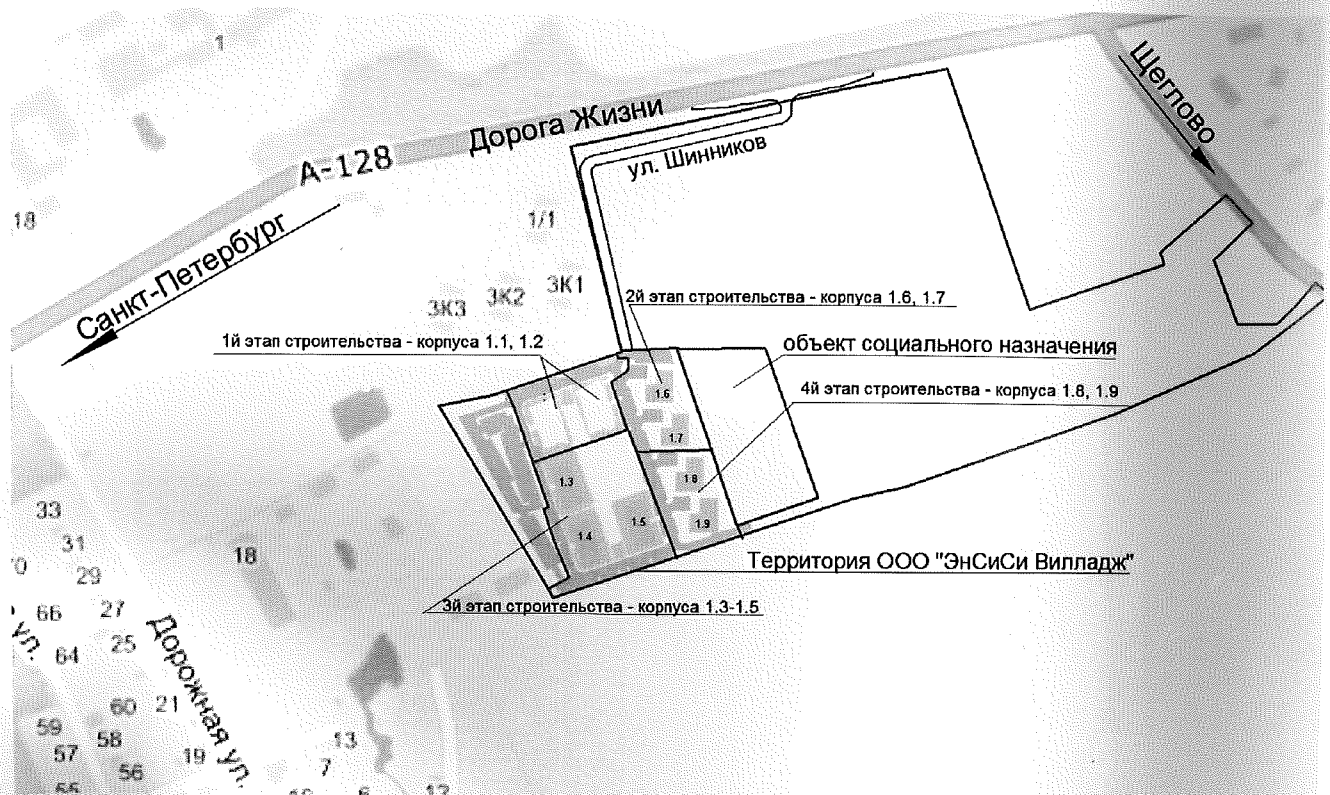 1
Щеглово
Дорога Жизни
А-128
ул. Шинников
18
1/1
Санкт-Петербург
3К1
3К2
3К3
2й этап строительства - корпуса 1.6, 1.7
1й этап строительства - корпуса 1.1, 1.2
объект социального назначения
4й этап строительства - корпуса 1.8, 1.9
1.6
1.7
1.3
1.8
1.5
1.9
1.4
33
31
29
18
Территория ООО "ЭнСиСи Вилладж"
3й этап строительства - корпуса 1.3-1.5
66
27
ул.
64
25
Дорожная ул.
60
21
59
58
57
19
56
13
7
55